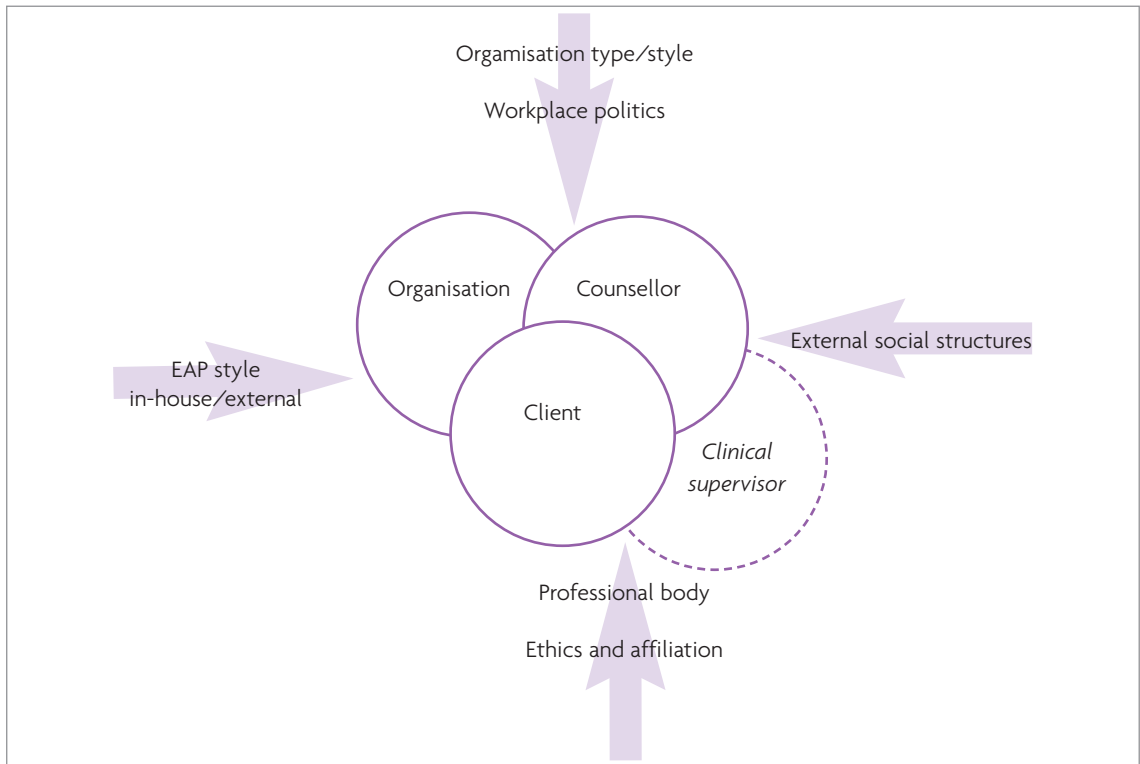 Orgamisation type/style
Workplace politics
Organisation
Counsellor
External social structures
EAP style
in-house/external
Client
Clinical
supervisor
Professional body
Ethics and affiliation